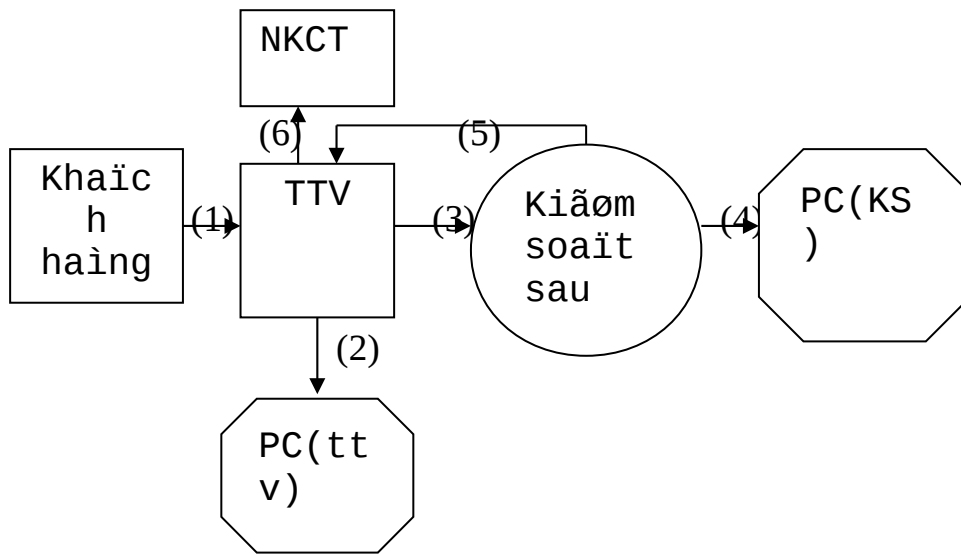 NKCT
(6)
(5)
Khaïc
h
haìng
(1)
TTV
(3)
Kiãøm
soaït
sau
(4)
PC(KS
)
(2)
PC(tt
v)